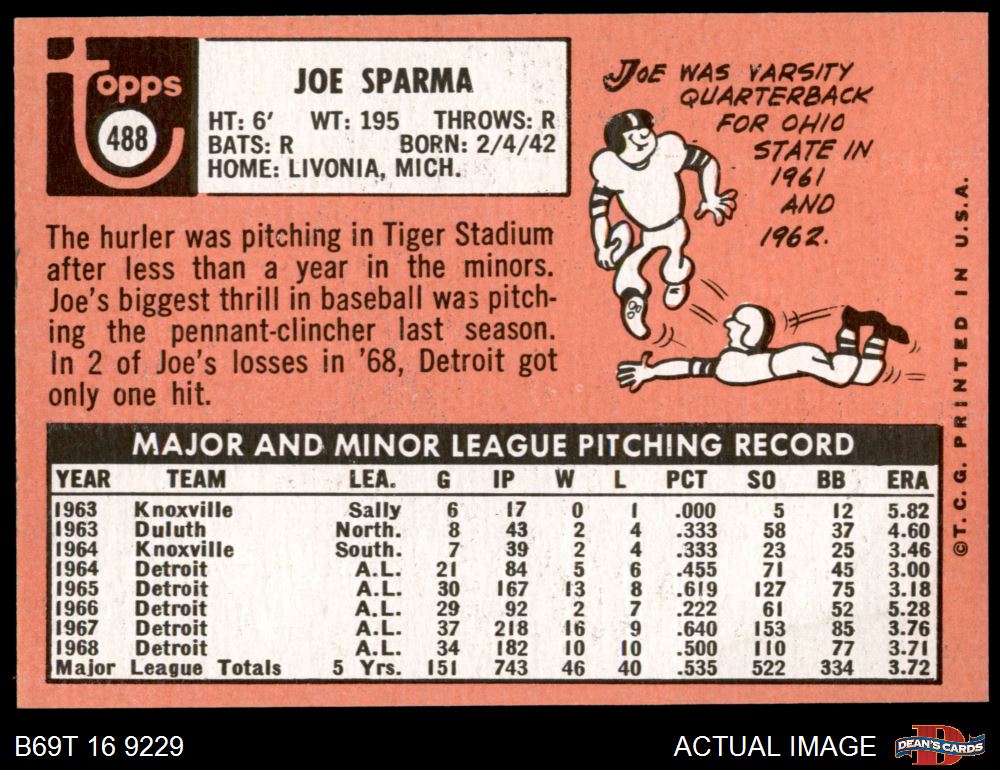 Topps
488
JOE SPARMA
HT: 6' WT: 195 THROWS: R
BATS: R BORN: 2/4/42
HOME: LIVONIA, MICH.
JOE WAS VARSITY
QUARTERBACK
FOR OHIO
STATE IN
1961
AND
1962.
The hurler was pitching in Tiger Stadium
after less than a year in the minors.
Joe's biggest thrill in baseball was pitch-
ing the pennant-clincher last season.
In 2 of Joe's losses in '68, Detroit got
only one hit.
MAJOR AND MINOR LEAGUE PITCHING RECORD
YEAR TEAM LEA. G IP W L PCT SO BB ERA
1963 Knoxville Sally 6 17 0 1 .000 5 12 5.82
1963 Duluth North. 8 43 2 4 .333 58 37 4.60
1964 Knoxville South. 7 39 2 4 .333 23 25 3.46
1964 Detroit A.L. 21 84 5 6 .455 71 45 3.00
1965 Detroit A.L. 30 167 13 8 .619 127 75 3.18
1966 Detroit A.L. 29 92 2 7 .222 61 52 5.28
1967 Detroit A.L. 37 218 16 9 .640 153 85 3.76
1968 Detroit A.L. 34 182 10 10 .500 110 77 3.71
Major League Totals 5 Yrs. 151 743 46 40 .535 522 334 3.72
©T.C.G. PRINTED IN U.S.A.
B69T 16 9229
ACTUAL IMAGE
D
DEAN'S CARDS